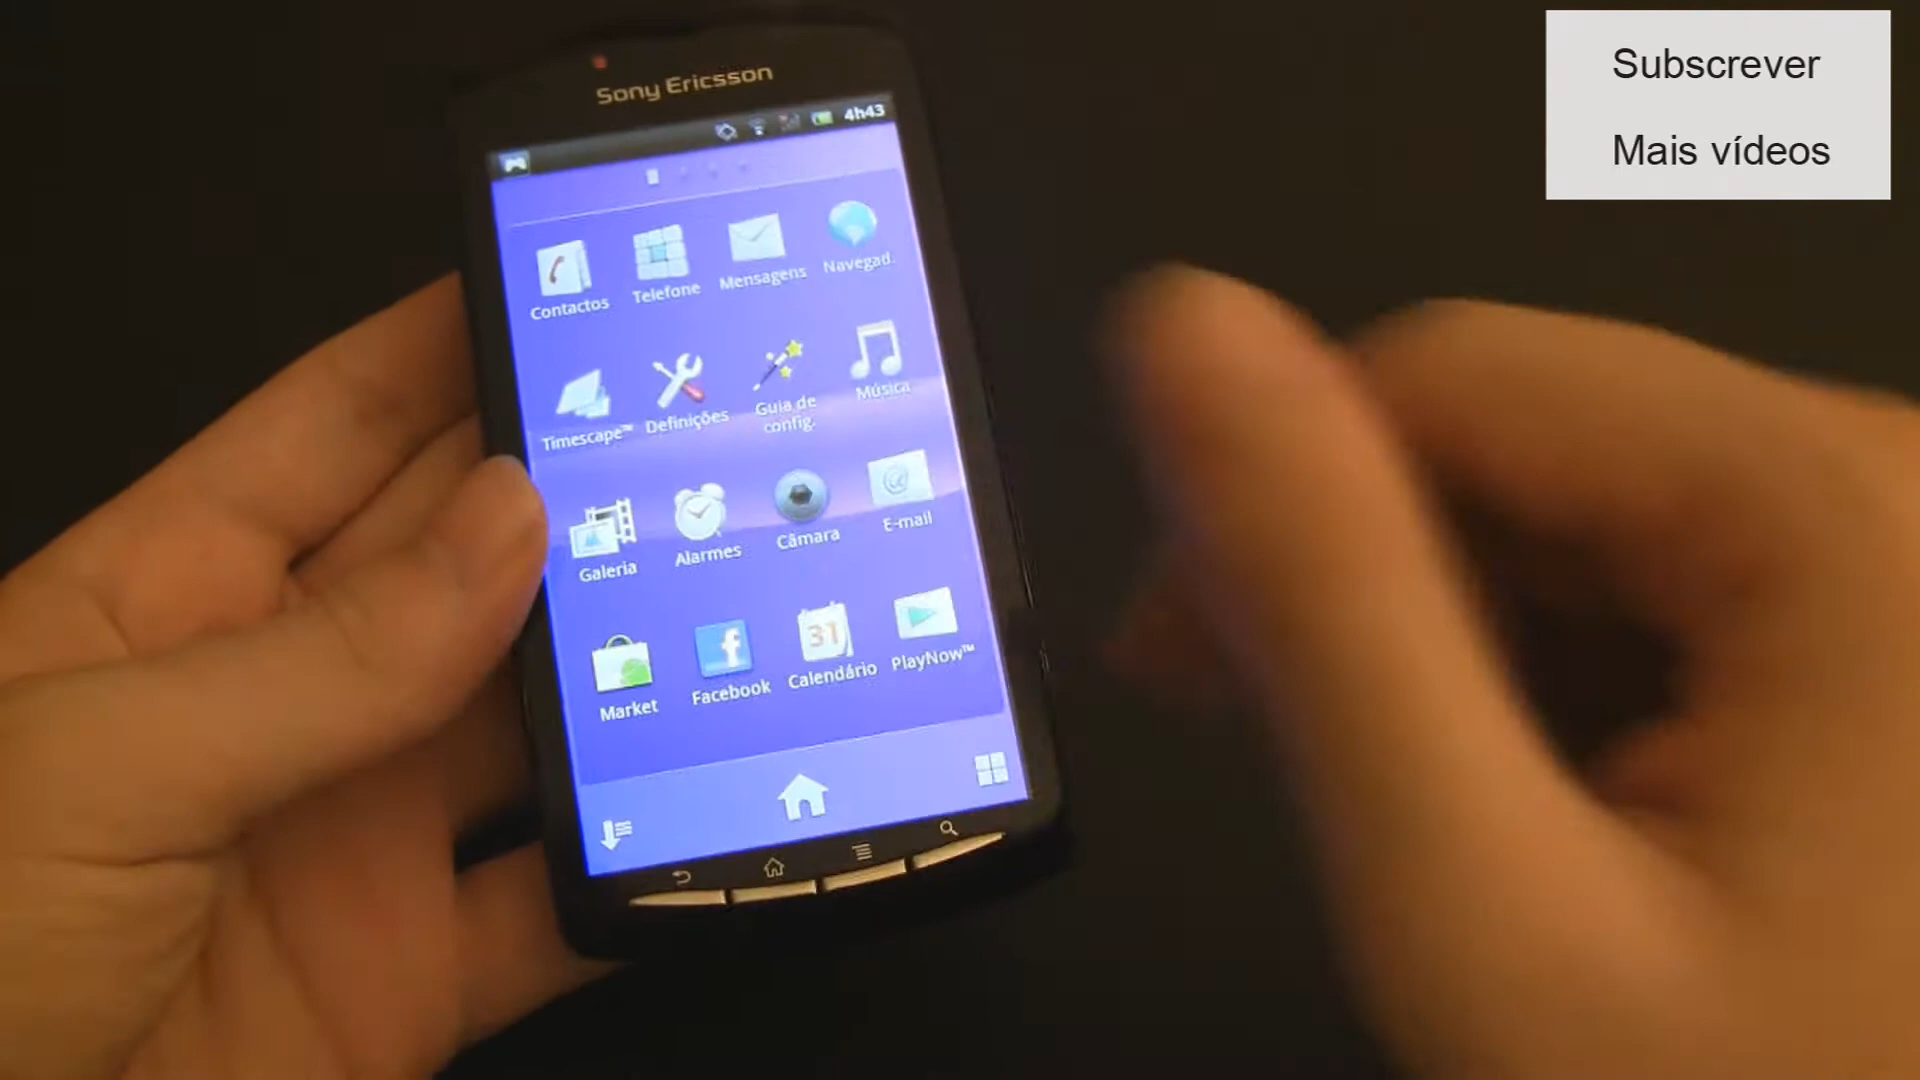 Subscrever
Mais vídeos
Sony Ericsson
4h43
Contactos
Telefone
Mensagens
Navegad.
Timescape™
Definições
Guia de
config.
Música
Galeria
Alarmes
Câmara
E-mail
Market
Facebook
31
Calendário
PlayNow™